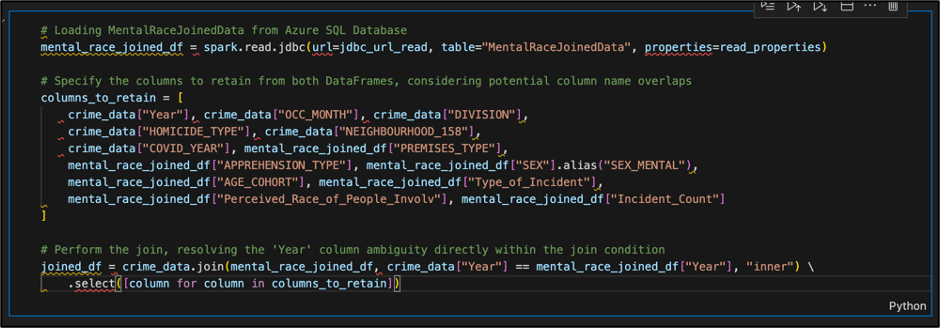 # Loading MentalRaceJoinedData from Azure SQL Database
mental_race_joined_df = spark.read.jdbc(url=jdbc_url_read, table="MentalRaceJoinedData", properties=read_properties)
# Specify the columns to retain from both DataFrames, considering potential column name overlaps
columns_to_retain = [
crime_data["Year"], crime_data["OCC_MONTH"], crime_data["DIVISION"],
crime_data["HOMICIDE_TYPE"], crime_data["NEIGHBOURHOOD_158"],
crime_data["COVID_YEAR"], mental_race_joined_df["PREMISES_TYPE"],
mental_race_joined_df["APPREHENSION_TYPE"], mental_race_joined_df["SEX"].alias("SEX_MENTAL"),
mental_race_joined_df["AGE_COHORT"], mental_race_joined_df["Type_of_Incident"],
mental_race_joined_df["Perceived_Race_of_People_Involv"], mental_race_joined_df["Incident_Count"]
]
# Perform the join, resolving the 'Year' column ambiguity directly within the join condition
joined_df = crime_data.join(mental_race_joined_df, crime_data["Year"] == mental_race_joined_df["Year"], "inner") \
.select([column for column in columns_to_retain])
Python